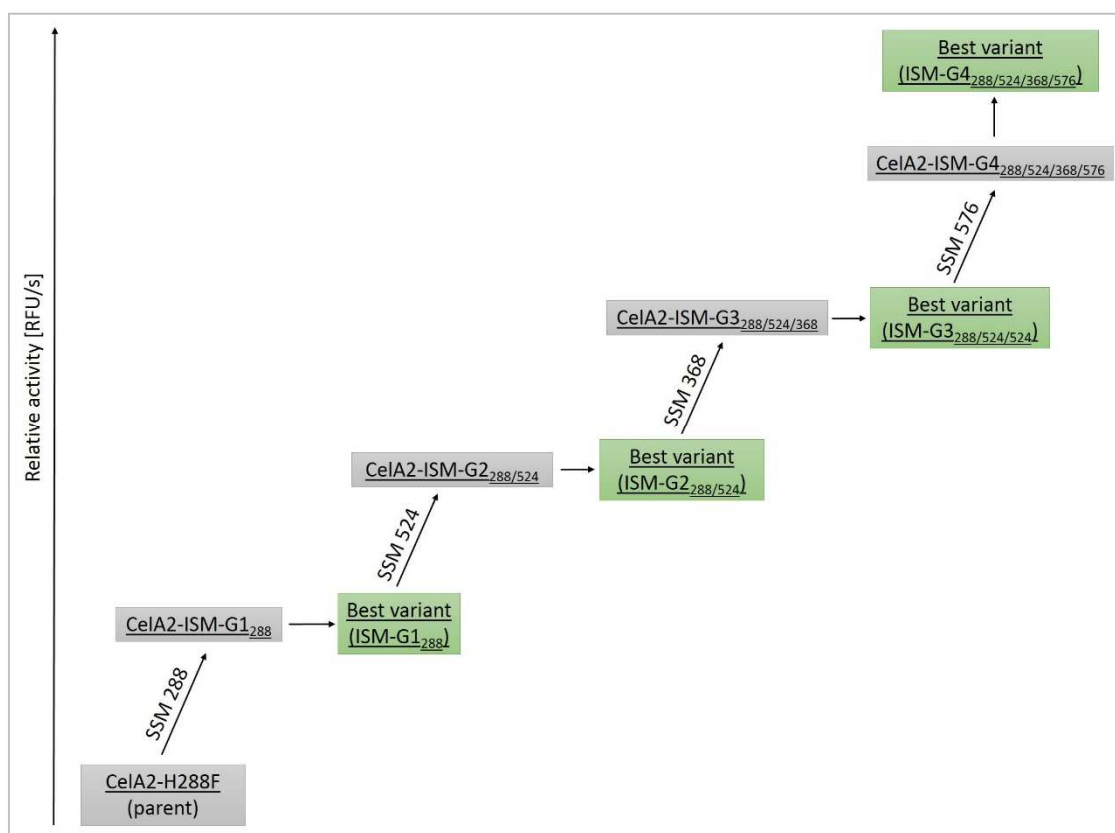 Best variant
(ISM-G4288/524/368/576)
CelA2-ISM-G4288/524/368/576
SSM 576
Best variant
(ISM-G3288/524/524)
CelA2-ISM-G3288/524/368
SSM 368
Best variant
(ISM-G2288/524)
CelA2-ISM-G2288/524
SSM 524
Best variant
(ISM-G1288)
CelA2-ISM-G1288
SSM 288
CelA2-H288F
(parent)
Relative activity [RFU/s]